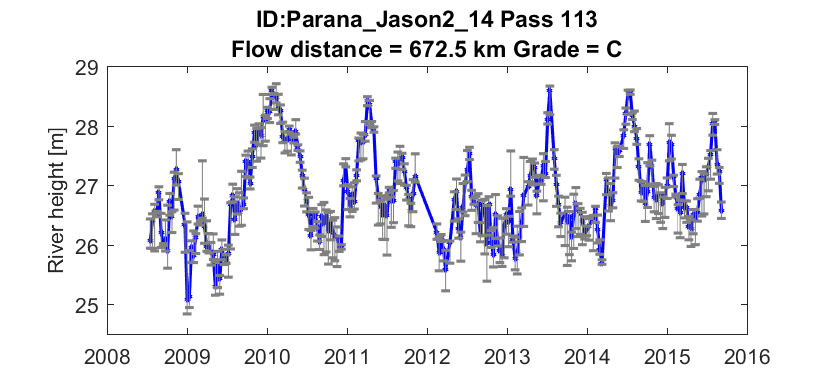 ID:Parana_Jason2_14 Pass 113
Flow distance = 672.5 km Grade = C
River height [m]
29
28
27
26
25
2008 2009 2010 2011 2012 2013 2014 2015 2016